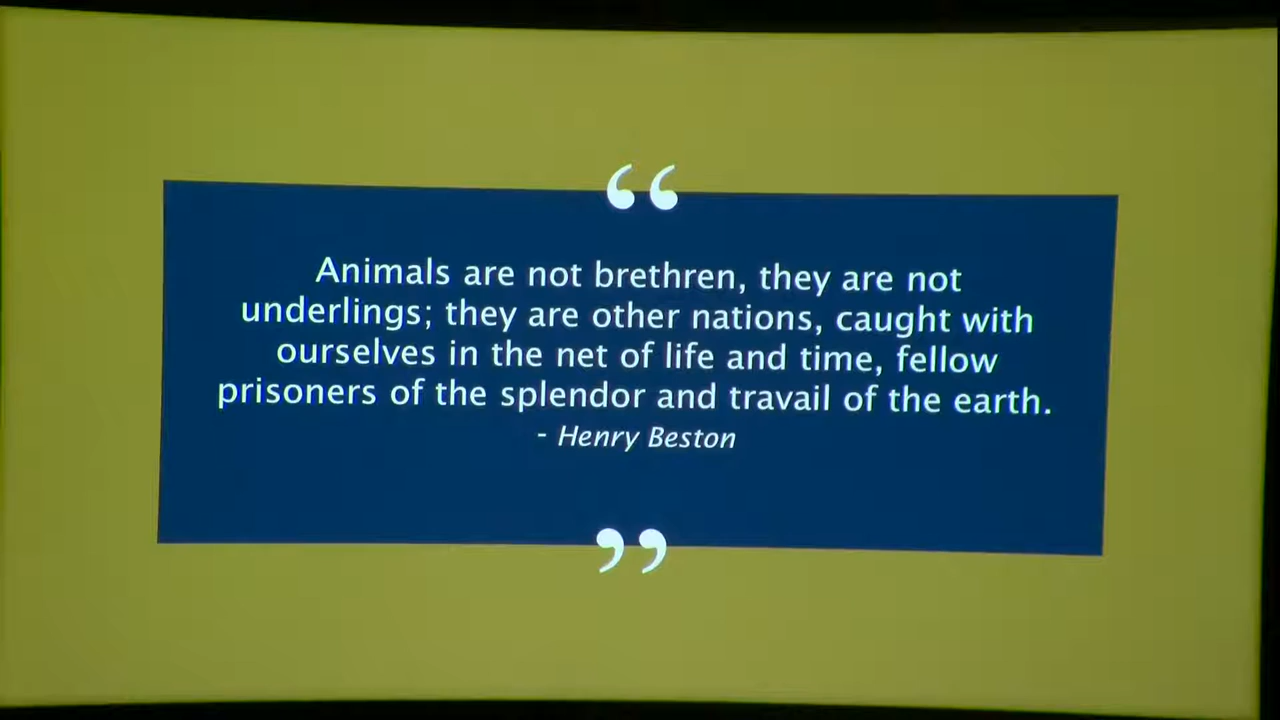 “
Animals are not brethren, they are not
underlings; they are other nations, caught with
ourselves in the net of life and time, fellow
prisoners of the splendor and travail of the earth.
- Henry Beston
”